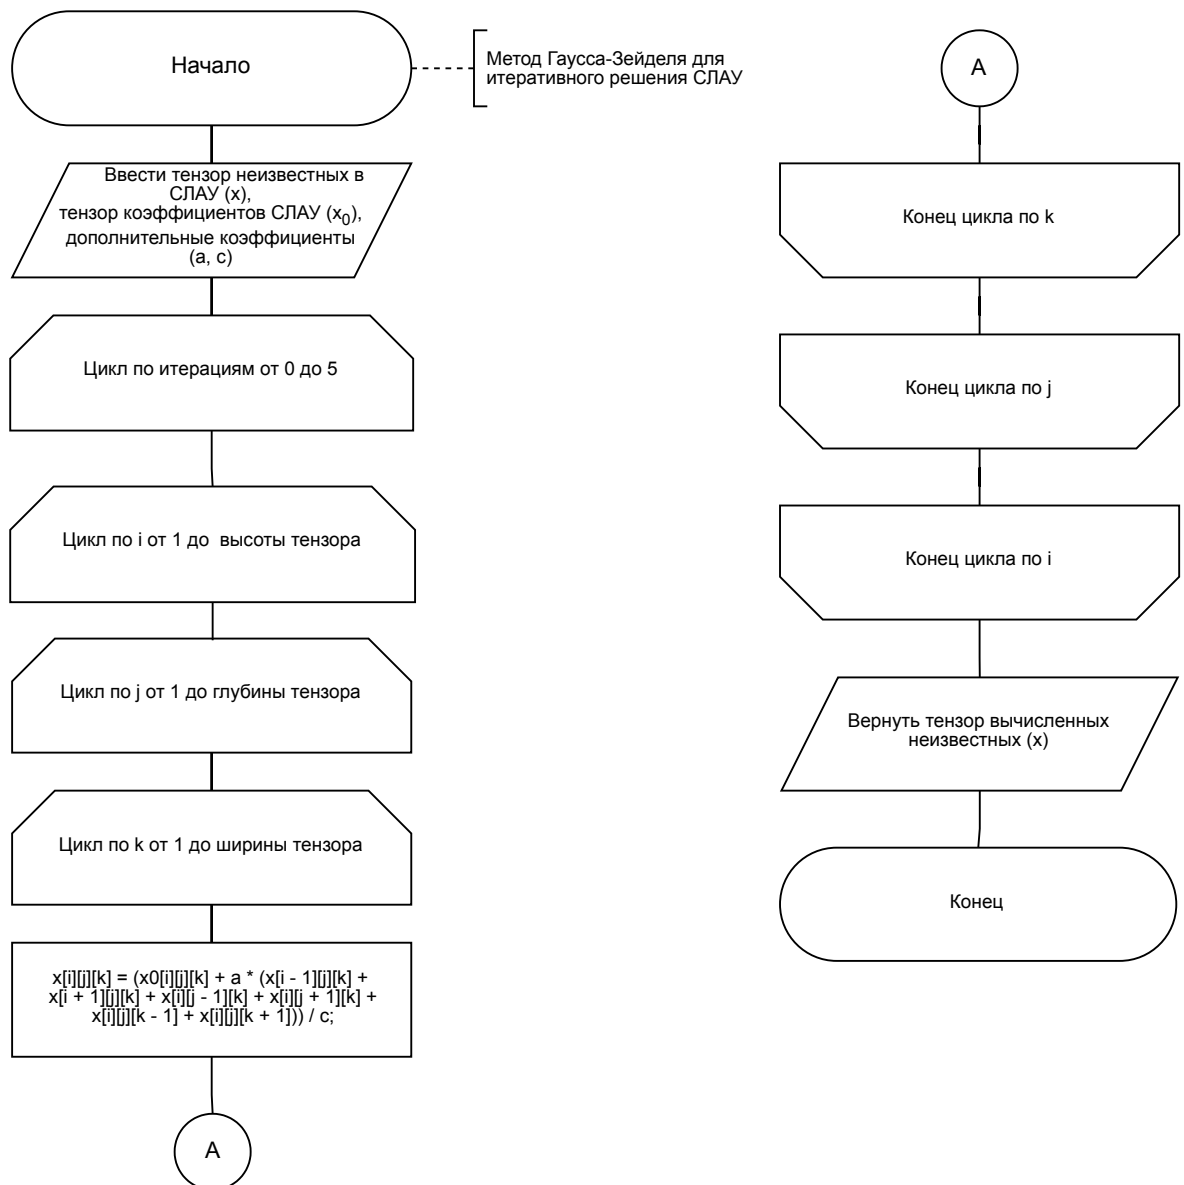 Начало
Метод Гаусса-Зейделя для
итеративного решения СЛАУ
Ввести тензор неизвестных в
СЛАУ (x),
тензор коэффициентов СЛАУ (x0),
дополнительные коэффициенты
(a, c)
Цикл по итерациям от 0 до 5
Цикл по i от 1 до высоты тензора
Цикл по j от 1 до глубины тензора
Цикл по k от 1 до ширины тензора
x[i][j][k] = (x0[i][j][k] + a * (x[i - 1][j][k] +
x[i + 1][j][k] + x[i][j - 1][k] + x[i][j + 1][k] +
x[i][j][k - 1] + x[i][j][k + 1])) / c;
A
A
Конец цикла по k
Конец цикла по j
Конец цикла по i
Вернуть тензор вычисленных
неизвестных (x)
Конец